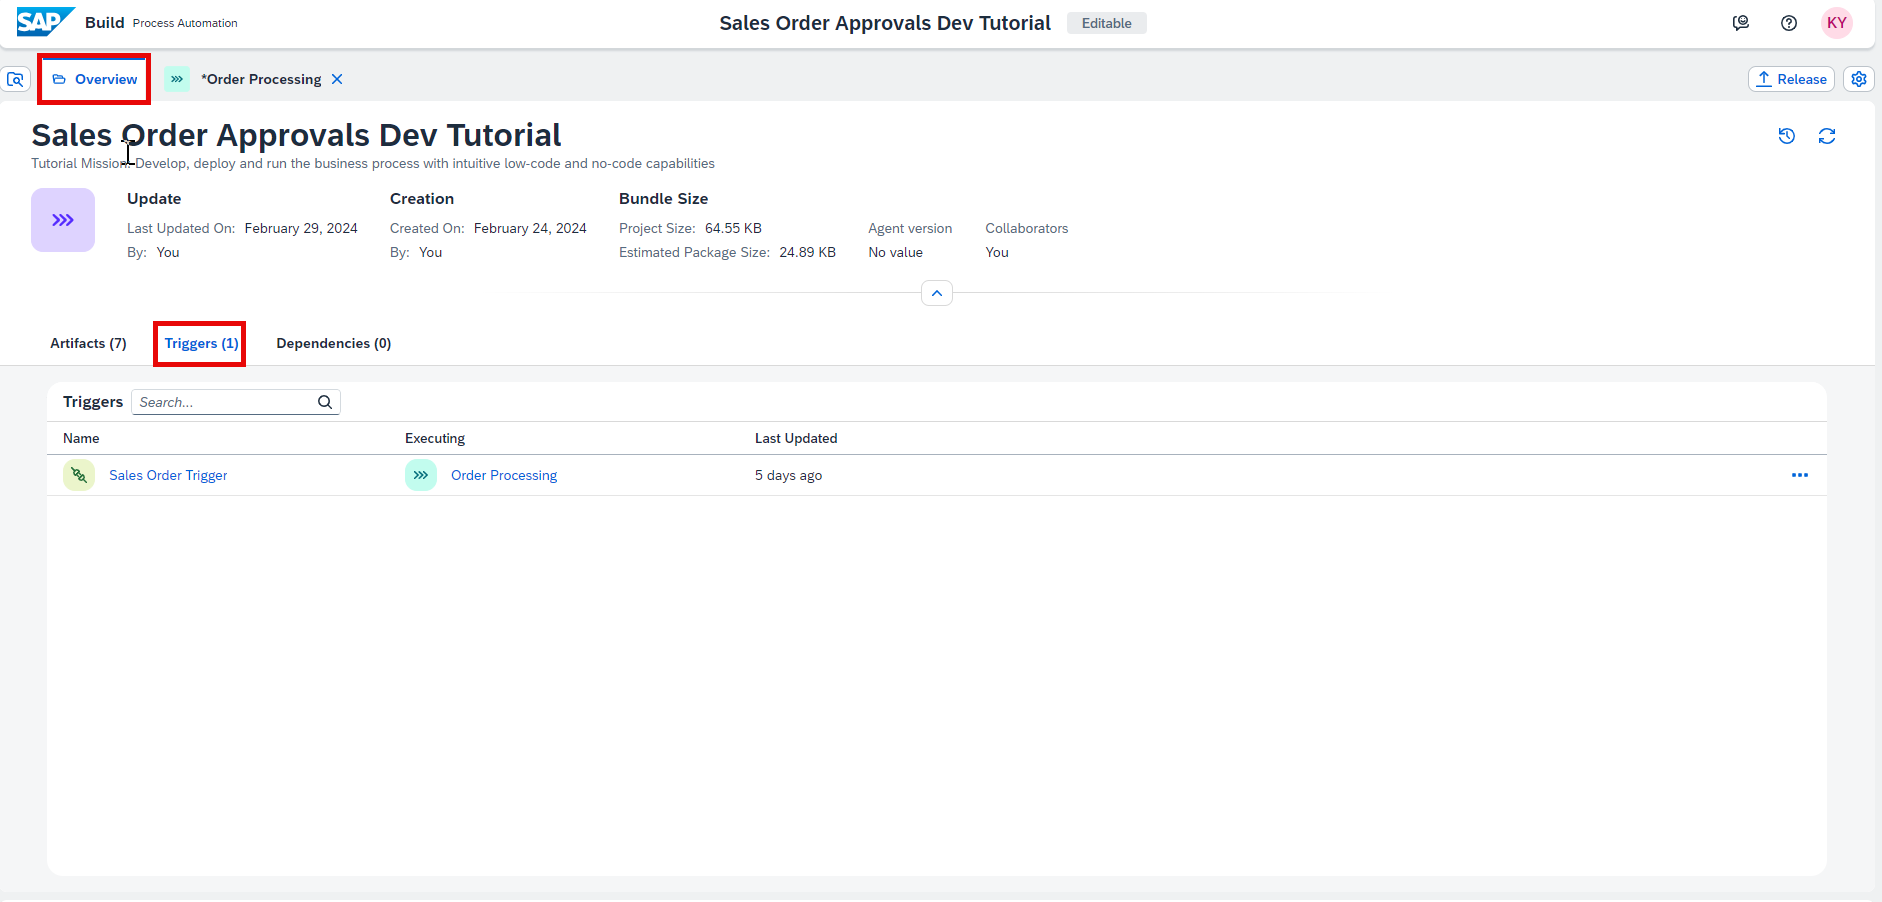 SAP Build Process Automation
Sales Order Approvals Dev Tutorial Editable
KY
Overview *Order Processing
Release
Sales Order Approvals Dev Tutorial
Tutorial Mission: Develop, deploy and run the business process with intuitive low-code and no-code capabilities
Update Creation Bundle Size
Last Updated On: February 29, 2024 Created On: February 24, 2024 Project Size: 64.55 KB Agent version Collaborators
By: You By: You Estimated Package Size: 24.89 KB No value You
Artifacts (7) Triggers (1) Dependencies (0)
Triggers Search...
Name Executing Last Updated
Sales Order Trigger Order Processing 5 days ago